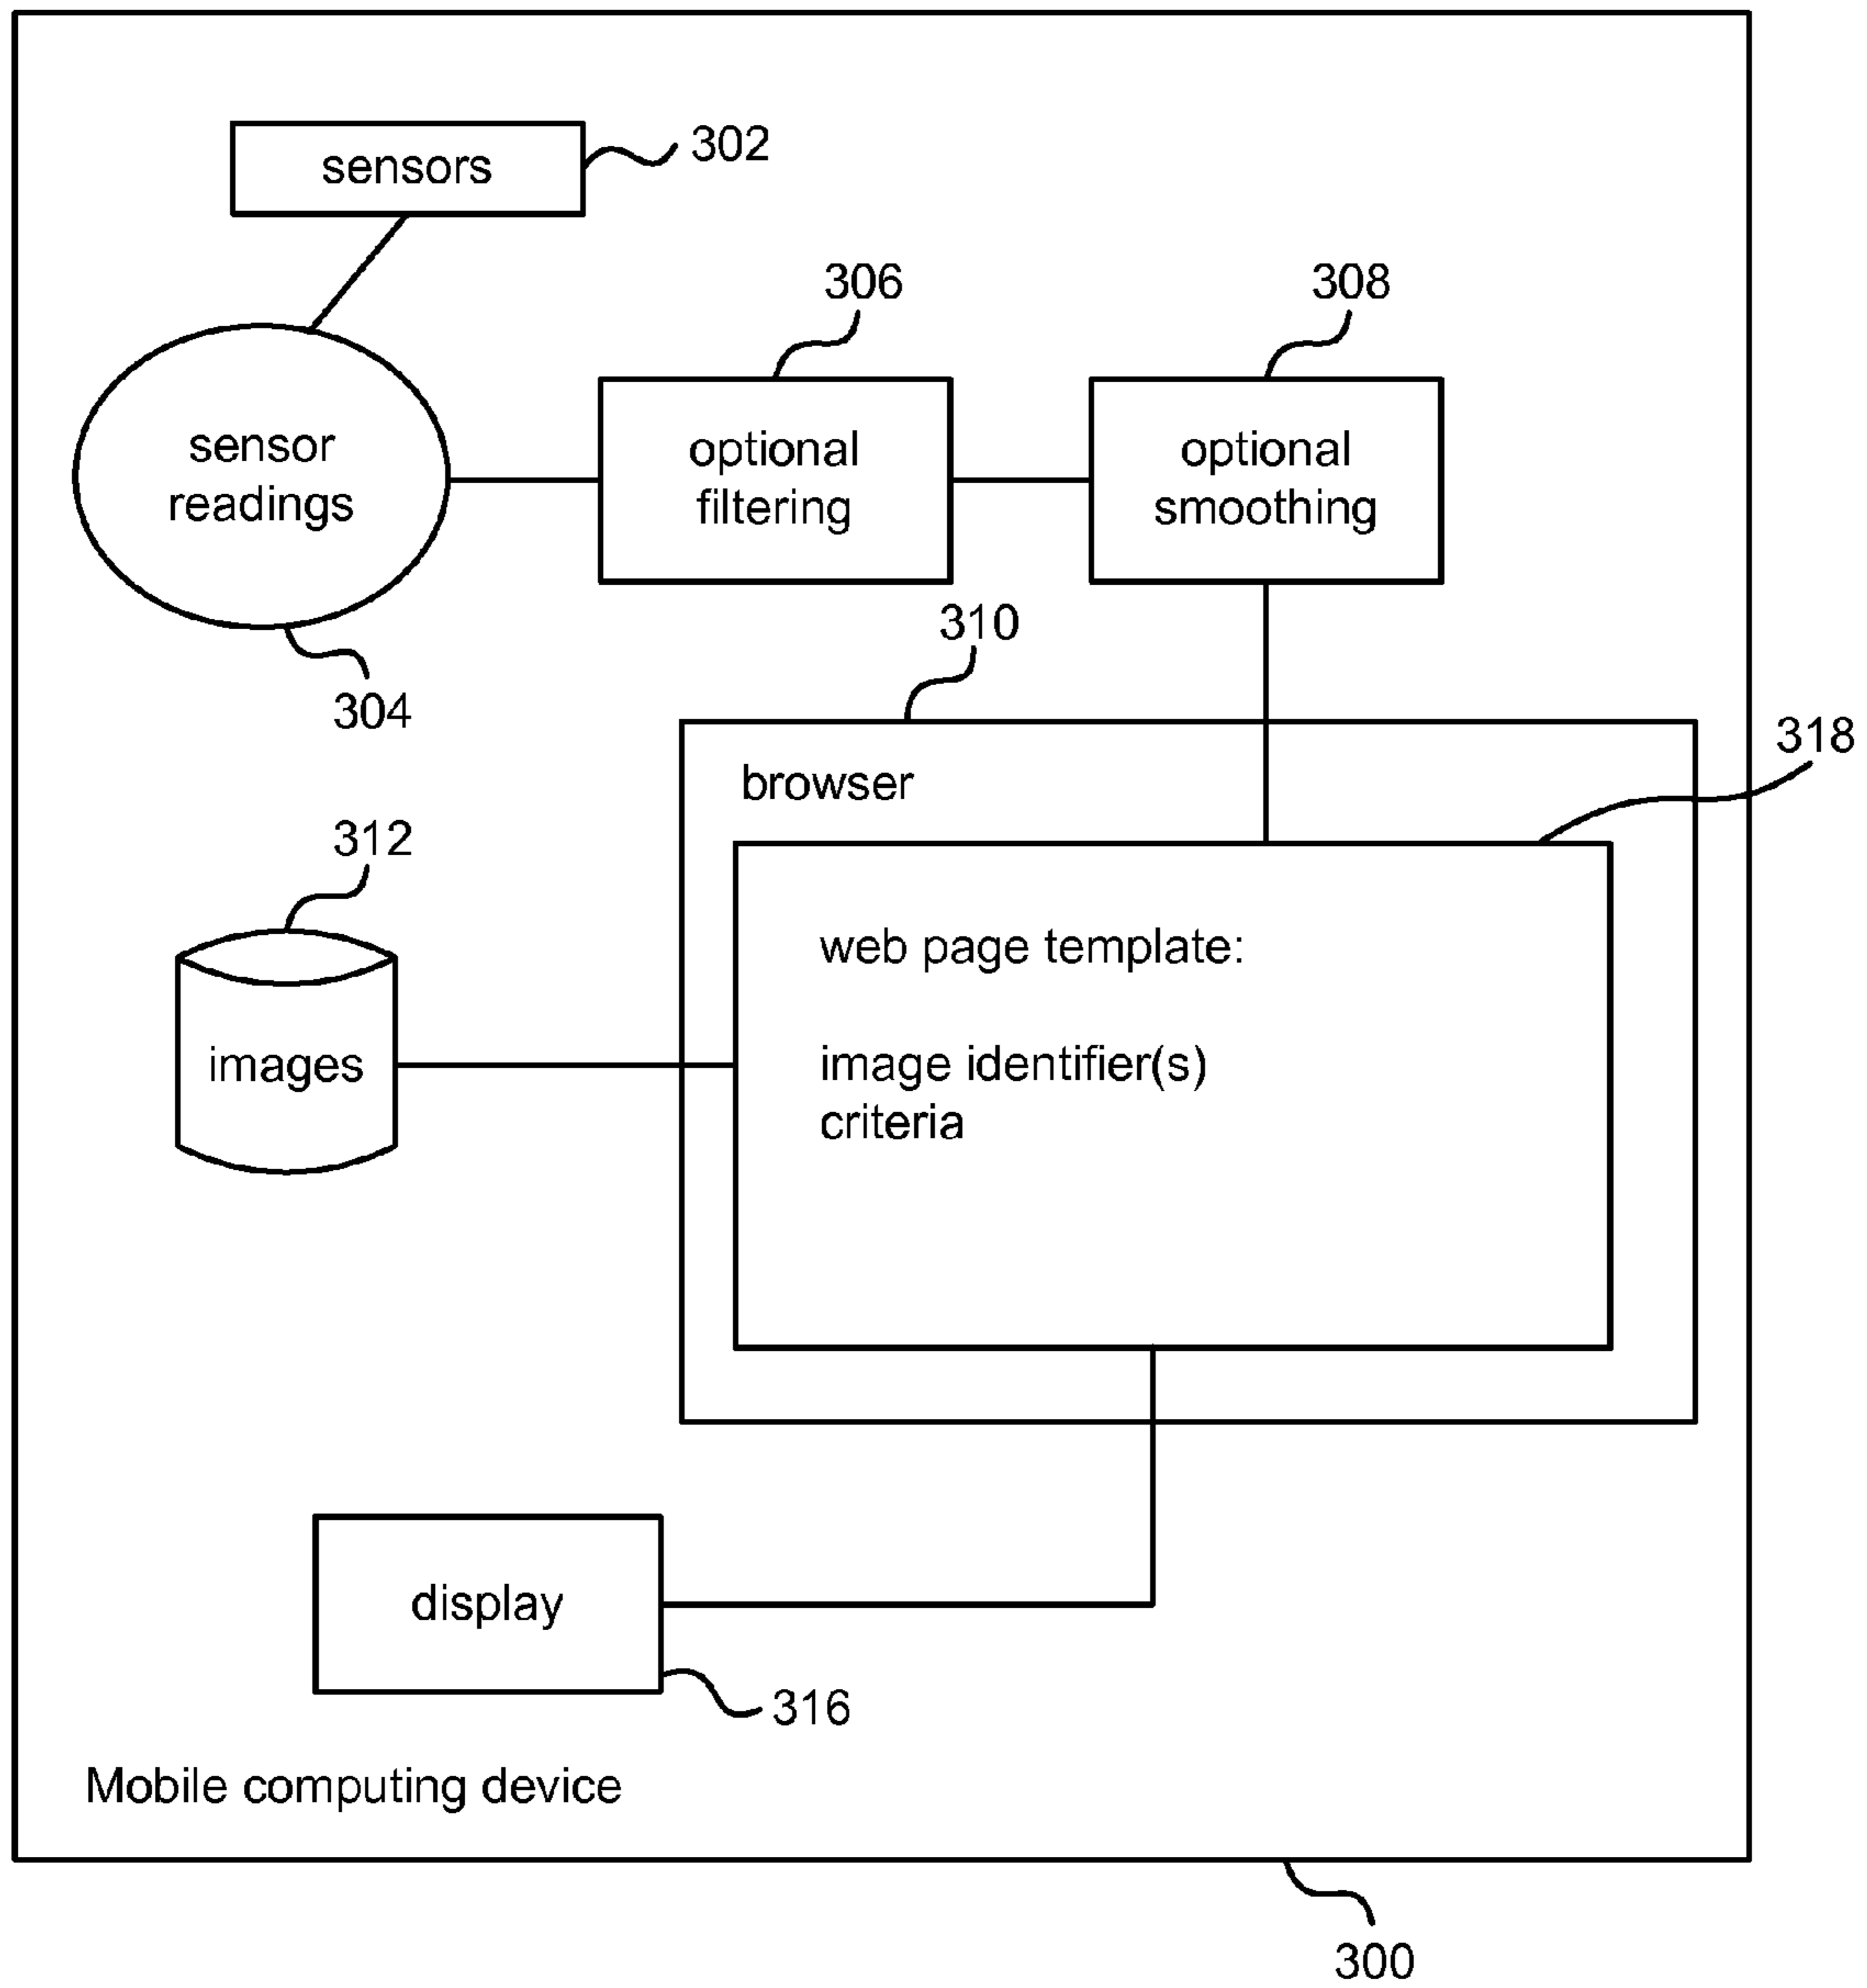 sensors
302
306
308
sensor
readings
optional
filtering
optional
smoothing
310
304
318
browser
312
web page template:
images
image identifier(s)
criteria
display
316
Mobile computing device
300